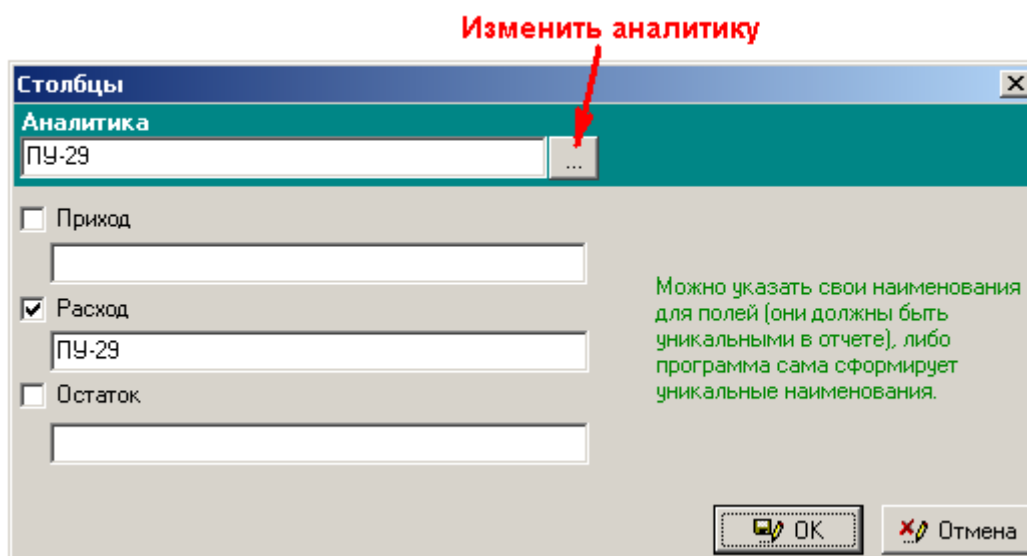 Изменить аналитику
Столбцы
Аналитика
ПУ-29
...
Приход
Расход
ПУ-29
Остаток
Можно указать свои наименования
для полей (они должны быть
уникальными в отчете), либо
программа сама сформирует
уникальные наименования.
OK
Отмена